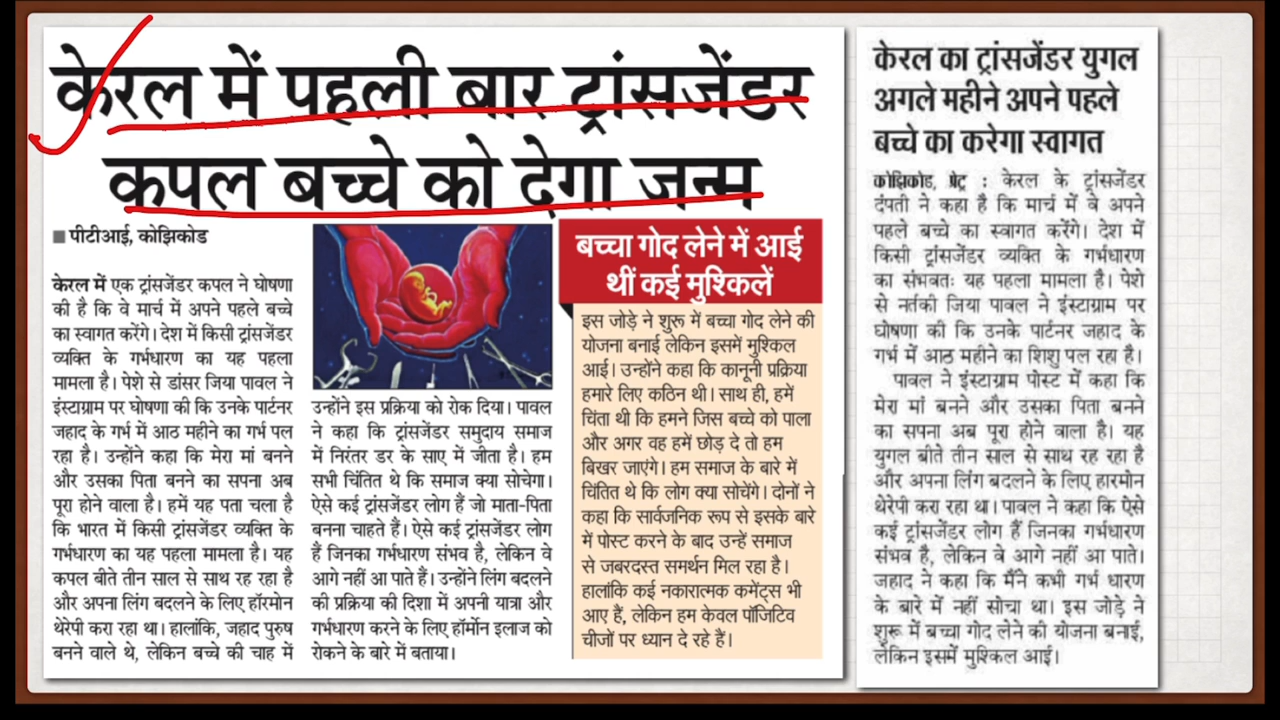 केरल में पहली बार ट्रांसजेंडर
कपल बच्चे को देगा जन्म
पीटीआई, कोझिकोड
केरल में एक ट्रांसजेंडर कपल ने घोषणा
की है कि वे मार्च में अपने पहले बच्चे
का स्वागत करेंगे। देश में किसी ट्रांसजेंडर
व्यक्ति के गर्भधारण का यह पहला
मामला है। पेशे से डांसर जिया पावल ने
इंस्टाग्राम पर घोषणा की कि उनके पार्टनर
जहाद के गर्भ में आठ महीने का गर्भ पल
रहा है। उन्होंने कहा कि मेरा मां बनने
और उसका पिता बनने का सपना अब
पूरा होने वाला है। हमें यह पता चला है
कि भारत में किसी ट्रांसजेंडर व्यक्ति के
गर्भधारण का यह पहला मामला है। यह
कपल बीते तीन साल से साथ रह रहा है
और अपना लिंग बदलने के लिए हॉरमोन
थेरेपी करा रहा था। हालांकि, जहाद पुरुष
बनने वाले थे, लेकिन बच्चे की चाह में
उन्होंने इस प्रक्रिया को रोक दिया। पावल
ने कहा कि ट्रांसजेंडर समुदाय समाज
में निरंतर डर के साए में जीता है। हम
सभी चिंतित थे कि समाज क्या सोचेगा।
ऐसे कई ट्रांसजेंडर लोग हैं जो माता-पिता
बनना चाहते हैं। ऐसे कई ट्रांसजेंडर लोग
हैं जिनका गर्भधारण संभव है, लेकिन वे
आगे नहीं आ पाते हैं। उन्होंने लिंग बदलने
की प्रक्रिया की दिशा में अपनी यात्रा और
गर्भधारण करने के लिए हॉर्मोन इलाज को
रोकने के बारे में बताया।
बच्चा गोद लेने में आई
थीं कई मुश्किलें
इस जोड़े ने शुरू में बच्चा गोद लेने की
योजना बनाई लेकिन इसमें मुश्किल
आई। उन्होंने कहा कि कानूनी प्रक्रिया
हमारे लिए कठिन थी। साथ ही, हमें
चिंता थी कि हमने जिस बच्चे को पाला
और अगर वह हमें छोड़ दे तो हम
बिखर जाएंगे। हम समाज के बारे में
चिंतित थे कि लोग क्या सोचेंगे। दोनों ने
कहा कि सार्वजनिक रूप से इसके बारे
में पोस्ट करने के बाद उन्हें समाज
से जबरदस्त समर्थन मिल रहा है।
हालांकि कई नकारात्मक कमेंट्स भी
आए हैं, लेकिन हम केवल पॉजिटिव
चीजों पर ध्यान दे रहे हैं।
केरल का ट्रांसजेंडर युगल
अगले महीने अपने पहले
बच्चे का करेगा स्वागत
कोझिकोड, प्रेट्र : केरल के ट्रांसजेंडर
दंपती ने कहा है कि मार्च में वे अपने
पहले बच्चे का स्वागत करेंगे। देश में
किसी ट्रांसजेंडर व्यक्ति के गर्भधारण
का संभवतः यह पहला मामला है। पेशे
से नर्तकी जिया पावल ने इंस्टाग्राम पर
घोषणा की कि उनके पार्टनर जहाद के
गर्भ में आठ महीने का शिशु पल रहा है।
पावल ने इंस्टाग्राम पोस्ट में कहा कि
मेरा मां बनने और उसका पिता बनने
का सपना अब पूरा होने वाला है। यह
युगल बीते तीन साल से साथ रह रहा है
और अपना लिंग बदलने के लिए हारमोन
थेरेपी करा रहा था। पावल ने कहा कि ऐसे
कई ट्रांसजेंडर लोग हैं जिनका गर्भधारण
संभव है, लेकिन वे आगे नहीं आ पाते।
जहाद ने कहा कि मैंने कभी गर्भ धारण
के बारे में नहीं सोचा था। इस जोड़े ने
शुरू में बच्चा गोद लेने की योजना बनाई,
लेकिन इसमें मुश्किल आई।